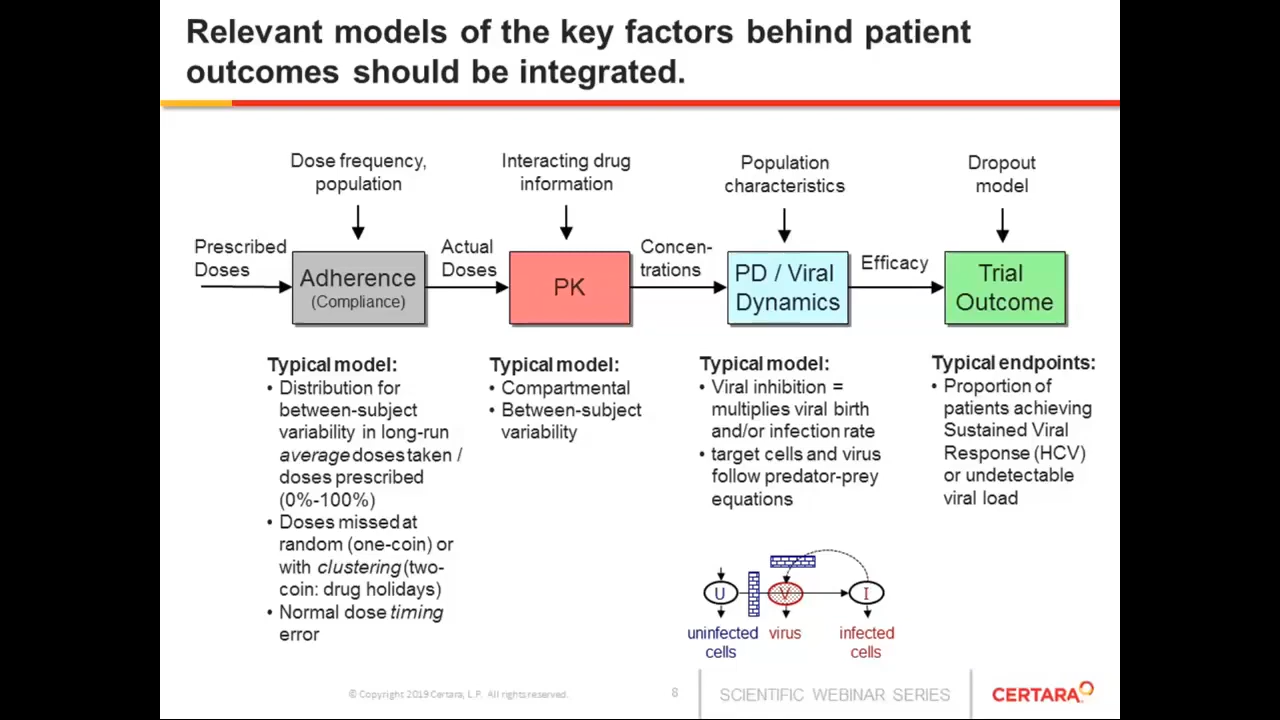 Relevant models of the key factors behind patient
outcomes should be integrated.
Dose frequency,
population
Interacting drug
information
Population
characteristics
Dropout
model
Prescribed
Doses
Adherence
(Compliance)
Actual
Doses
PK
Concen-
trations
PD / Viral
Dynamics
Efficacy
Trial
Outcome
Typical model:
• Distribution for
between-subject
variability in long-run
average doses taken /
doses prescribed
(0%-100%)
• Doses missed at
random (one-coin) or
with clustering (two-
coin: drug holidays)
• Normal dose timing
error
Typical model:
• Compartmental
• Between-subject
variability
Typical model:
• Viral inhibition =
multiplies viral birth
and/or infection rate
• target cells and virus
follow predator-prey
equations
Typical endpoints:
• Proportion of
patients achieving
Sustained Viral
Response (HCV)
or undetectable
viral load
U
V
I
uninfected
cells
virus
infected
cells
© Copyright 2019 Certara, L.P. All rights reserved.
8
SCIENTIFIC WEBINAR SERIES
CERTARA